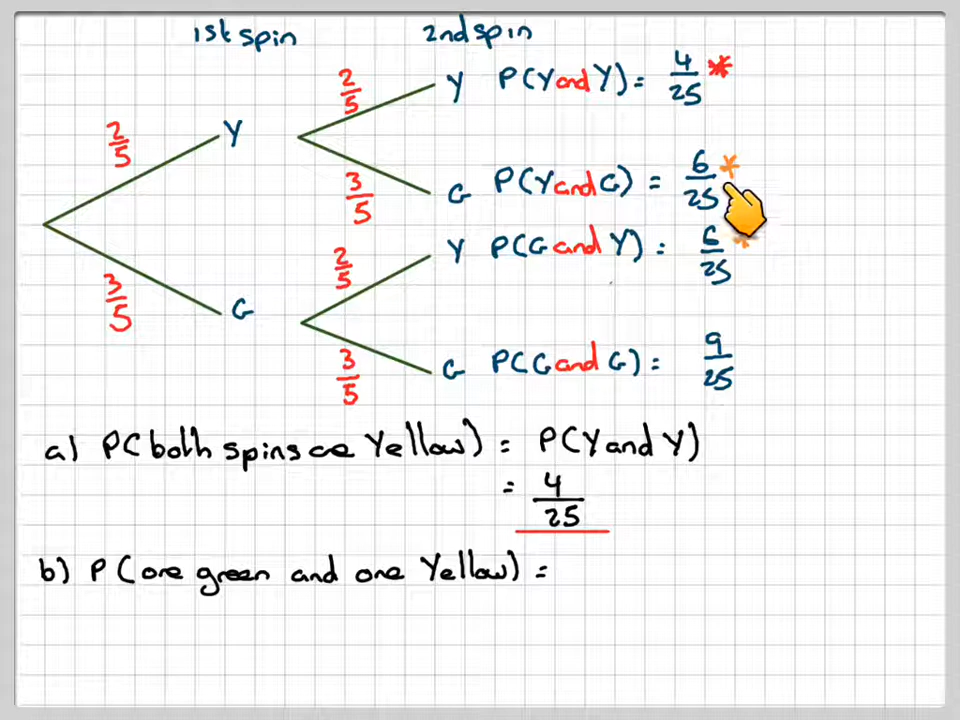 1st spin 2nd spin
2/5 2/5 Y P(Y and Y) = 4/25 *
Y
3/5 G P(Y and G) = 6/25 *
2/5 Y P(G and Y) = 6/25 *
3/5 G
3/5 G P(G and G) = 9/25
a) P(both spins are Yellow) = P(Y and Y)
= 4/25
b) P(one green and one Yellow) =